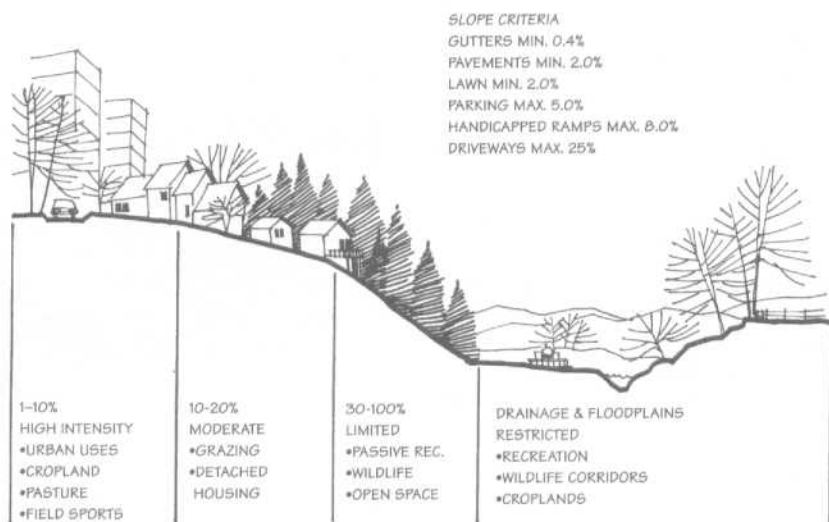 SLOPE CRITERIA
GUTTERS MIN. 0.4%
PAVEMENTS MIN. 2.0%
LAWN MIN. 2.0%
PARKING MAX. 5.0%
HANDICAPPED RAMPS MAX. 8.0%
DRIVEWAYS MAX. 25%
1-10%
HIGH INTENSITY
•URBAN USES
•CROPLAND
•PASTURE
•FIELD SPORTS
10-20%
MODERATE
•GRAZING
•DETACHED
HOUSING
30-100%
LIMITED
•PASSIVE REC.
•WILDLIFE
•OPEN SPACE
DRAINAGE & FLOODPLAINS
RESTRICTED
•RECREATION
•WILDLIFE CORRIDORS
•CROPLANDS